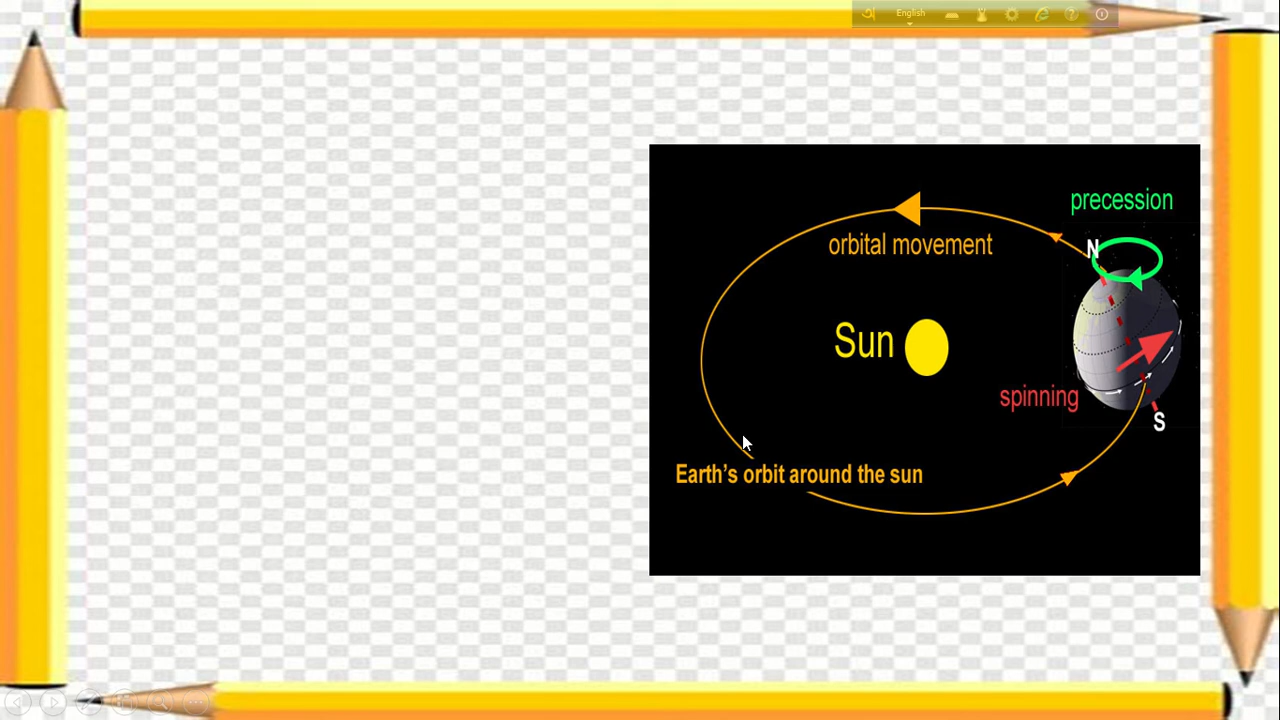 অ English
precession
N
orbital movement
Sun
spinning
S
Earth's orbit around the sun